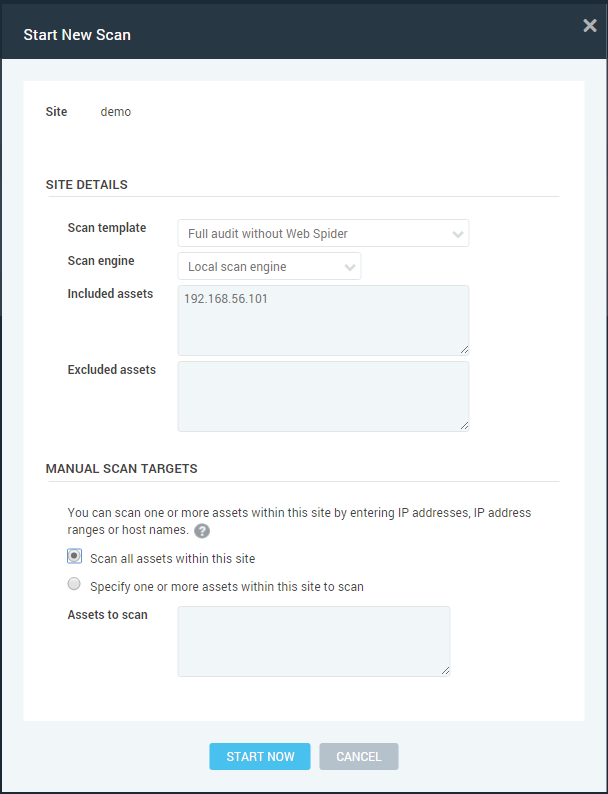 Start New Scan
Site demo
SITE DETAILS
Scan template Full audit without Web Spider
Scan engine Local scan engine
Included assets 192.168.56.101
Excluded assets
MANUAL SCAN TARGETS
You can scan one or more assets within this site by entering IP addresses, IP address
ranges or host names. ?
Scan all assets within this site
Specify one or more assets within this site to scan
Assets to scan
START NOW CANCEL